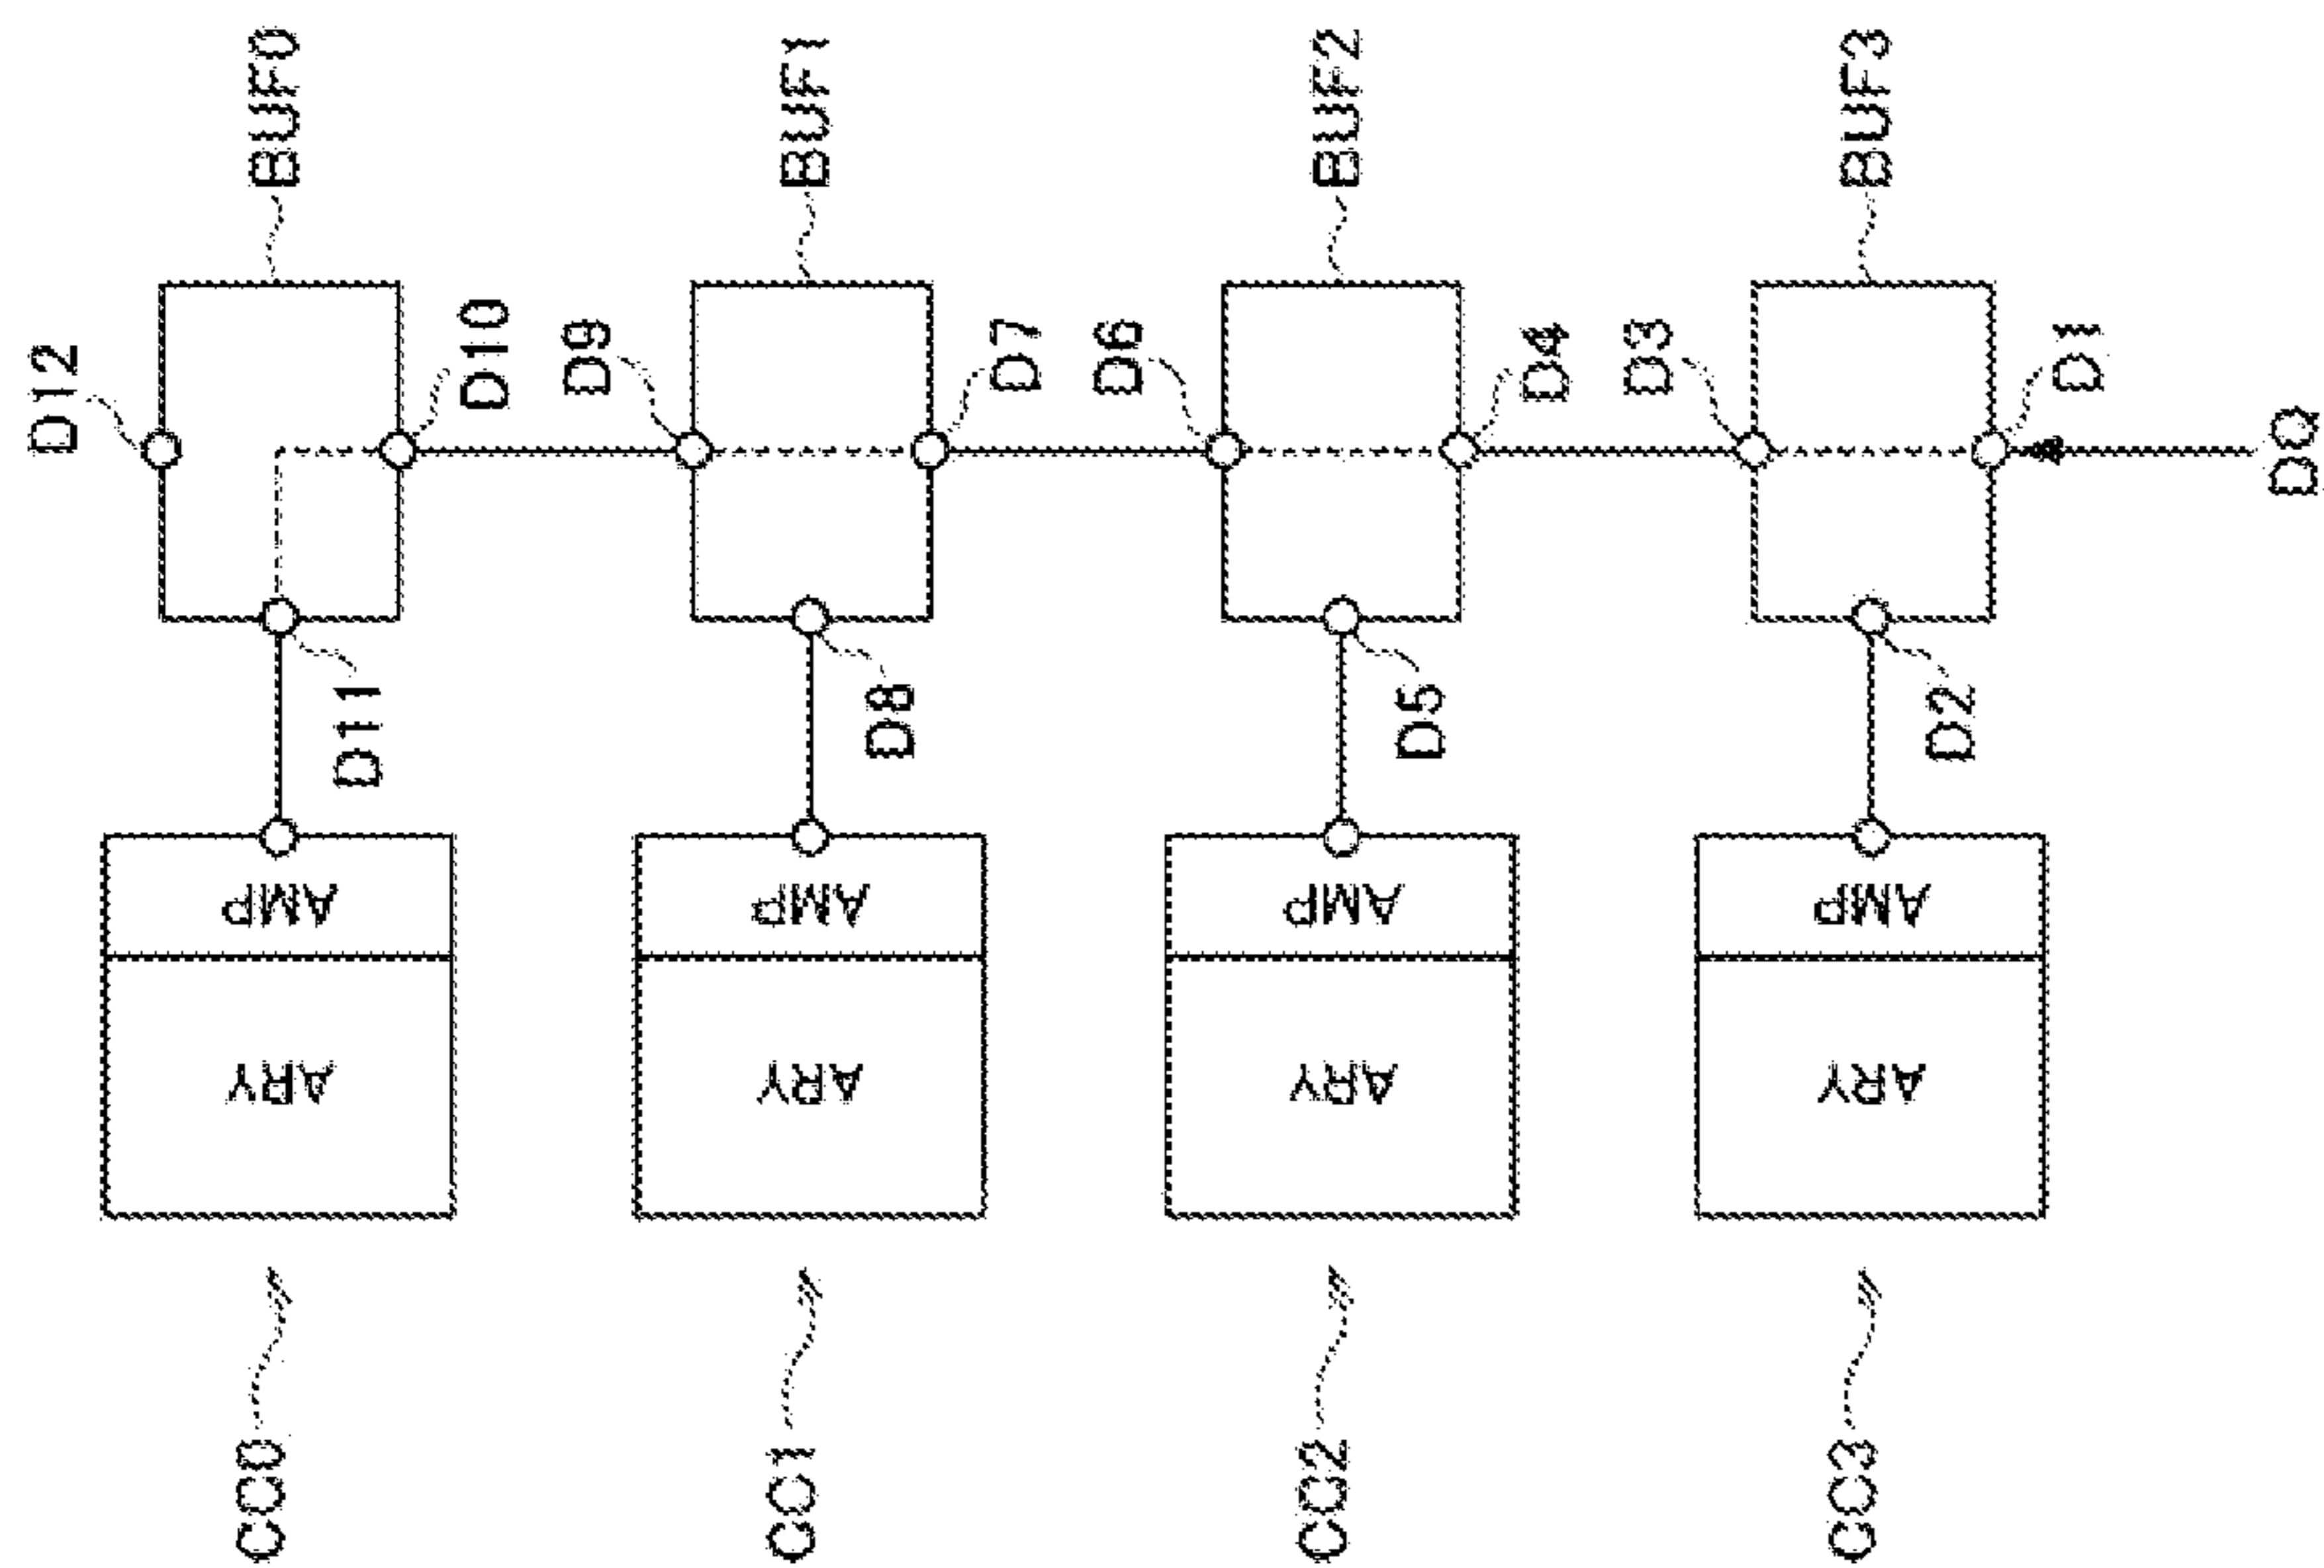 BUF0
BUF1
BUF2
BUF3
D12
D10
D9
D7
D6
D4
D3
D1
DQ
D11
D8
D5
D2
AMP
AMP
AMP
AMP
ARY
ARY
ARY
ARY
CC0
CC1
CC2
CC3